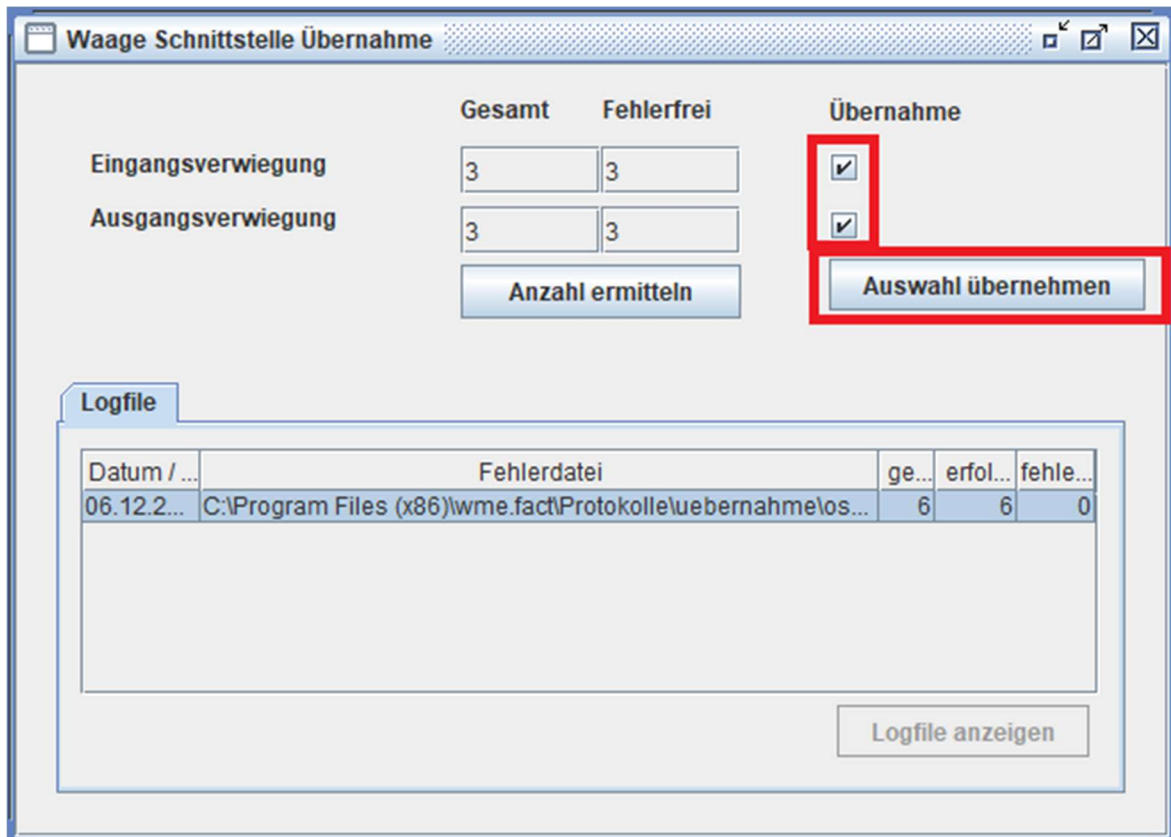 Waage Schnittstelle Übernahme
Gesamt Fehlerfrei Übernahme
Eingangsverwiegung 3 3
Ausgangsverwiegung 3 3
Anzahl ermitteln Auswahl übernehmen
Logfile
Datum / ... Fehlerdatei ge... erfol... fehle...
06.12.2... C:\Program Files (x86)\wme.fact\Protokolle\uebernahme\os... 6 6 0
Logfile anzeigen